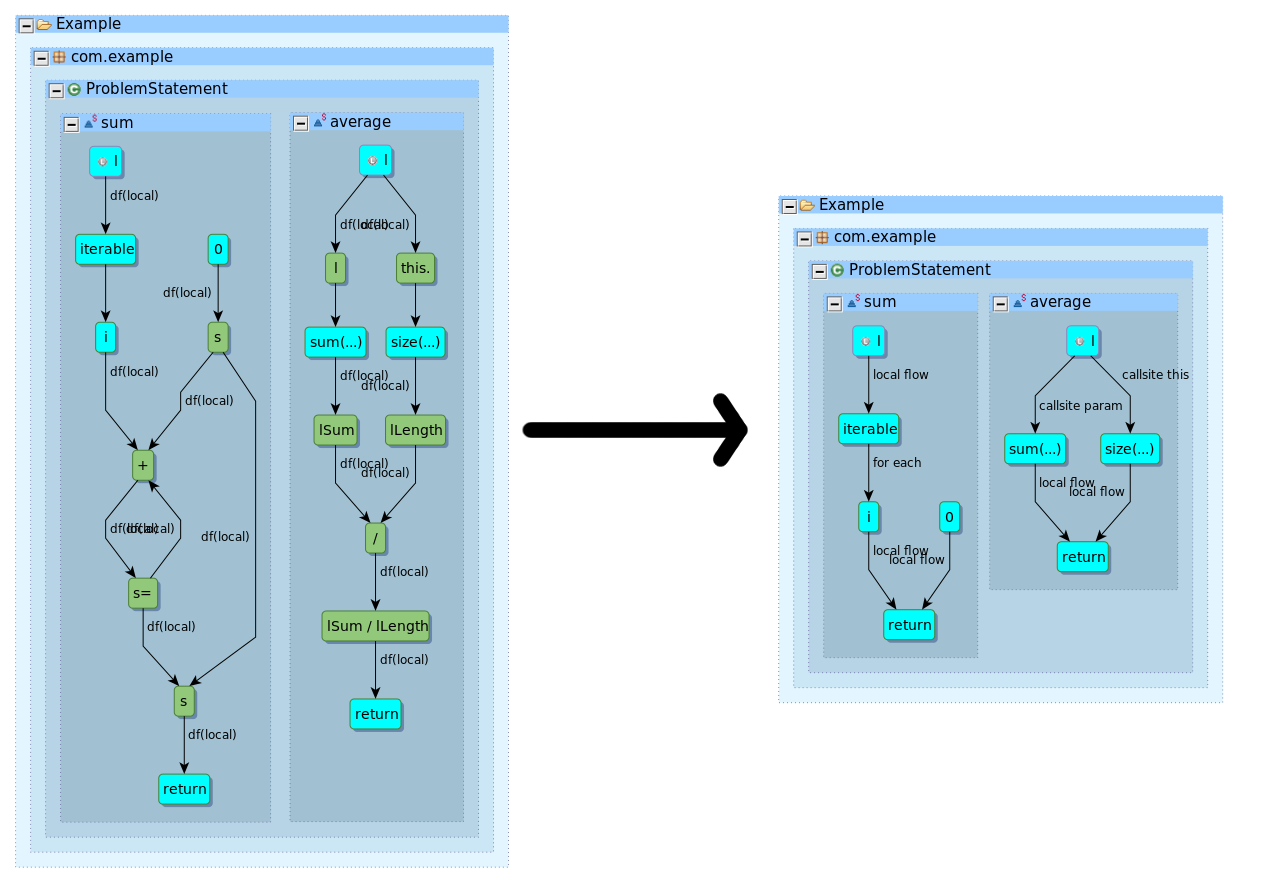 Example
com.example
ProblemStatement
sum
l
df(local)
iterable
0
df(local)
i
s
df(local)
df(local)
+
df(local)
df(local)
df(local)
s=
df(local)
s
df(local)
return
average
l
df(local)
df(local)
l
this.
sum(...)
size(...)
df(local)
df(local)
lSum
lLength
df(local)
df(local)
/
df(local)
lSum / lLength
df(local)
return
Example
com.example
ProblemStatement
sum
l
local flow
iterable
for each
i
0
local flow
local flow
return
average
l
callsite this
callsite param
sum(...)
size(...)
local flow
local flow
return